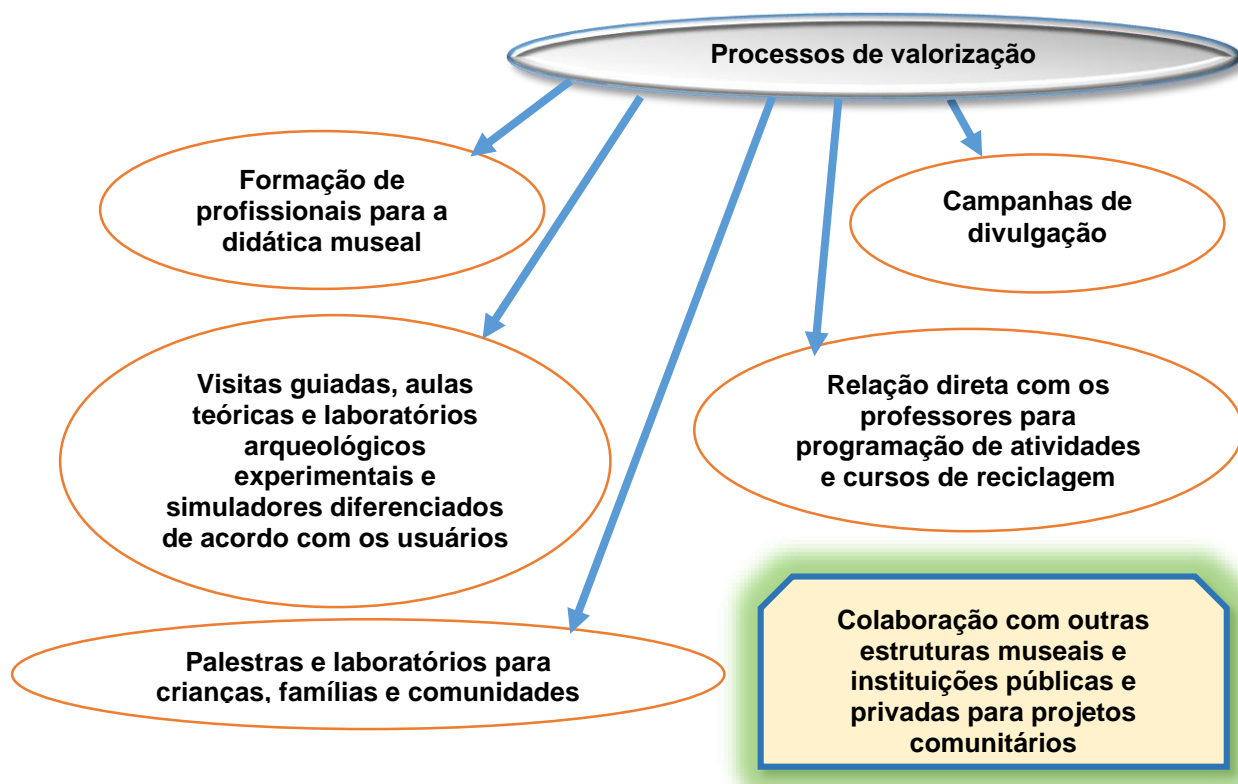 Processos de valorização
Formação de
profissionais para a
didática museal
Campanhas de
divulgação
Visitas guiadas, aulas
teóricas e laboratórios
arqueológicos
experimentais e
simuladores diferenciados
de acordo com os usuários
Relação direta com os
professores para
programação de atividades
e cursos de reciclagem
Palestras e laboratórios para
crianças, famílias e comunidades
Colaboração com outras
estruturas museais e
instituições públicas e
privadas para projetos
comunitários